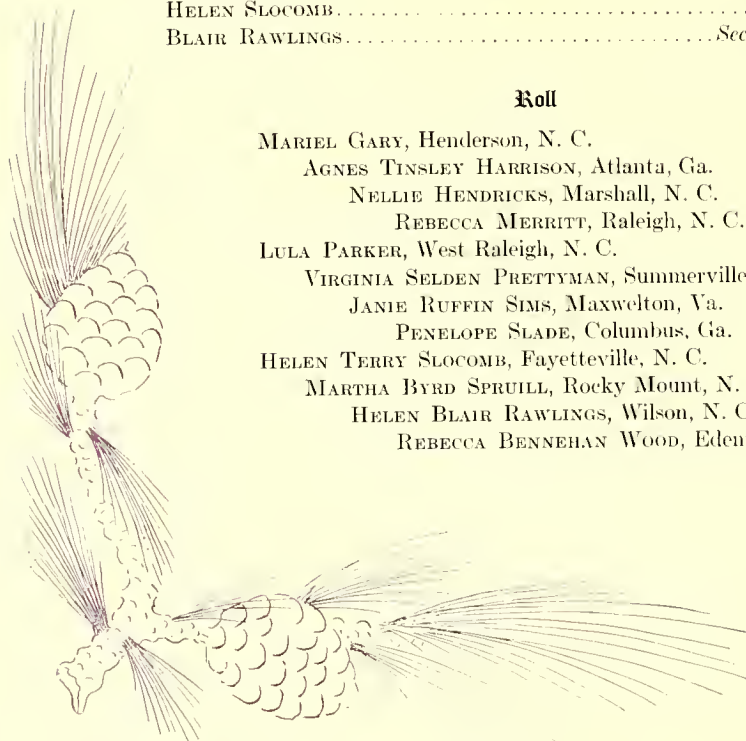 HELEN SLOCOMB
BLAIR RAWLINGS
Roll
MARIEL GARY, Henderson, N. C.
AGNES TINSLEY HARRISON, Atlanta, Ga.
NELLIE HENDRICKS, Marshall, N. C.
REBECCA MERRITT, Raleigh, N. C.
LULA PARKER, West Raleigh, N. C.
VIRGINIA SELDEN PRETTYMAN, Summerville
JANIE RUFFIN SIMS, Maxwelton, Va.
PENELOPE SLADE, Columbus, Ga.
HELEN TERRY SLOCOMB, Fayetteville, N. C.
MARTHA BYRD SPRUILL, Rocky Mount, N.
HELEN BLAIR RAWLINGS, Wilson, N. C
REBECCA BENNEHAN WOOD, Eden